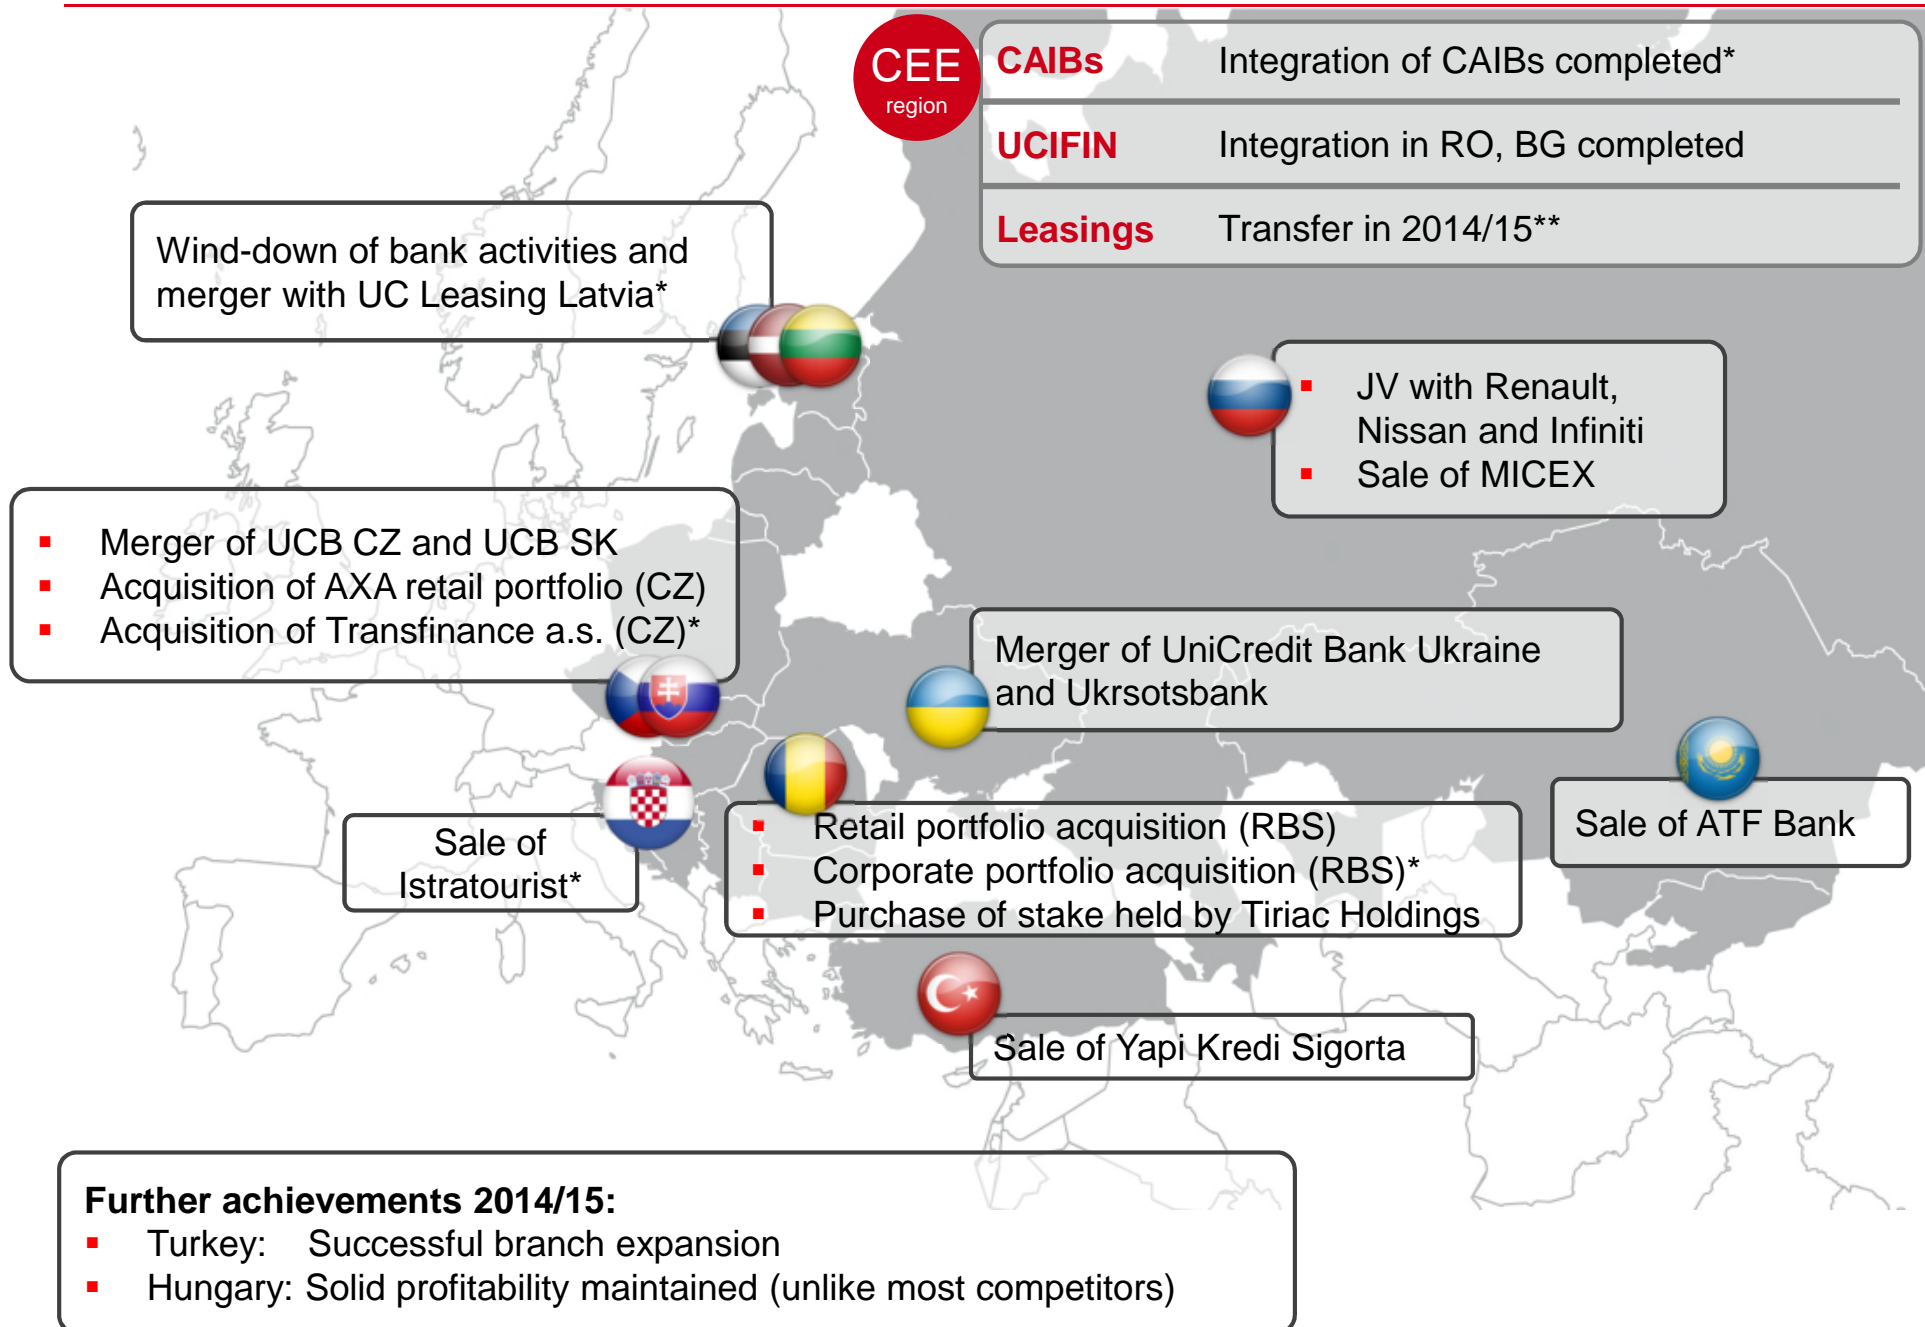 CEE
region
CAIBs Integration of CAIBs completed*
UCIFIN Integration in RO, BG completed
Leasings Transfer in 2014/15**
Wind-down of bank activities and
merger with UC Leasing Latvia*
▪ JV with Renault,
Nissan and Infiniti
▪ Sale of MICEX
▪ Merger of UCB CZ and UCB SK
▪ Acquisition of AXA retail portfolio (CZ)
▪ Acquisition of Transfinance a.s. (CZ)*
Merger of UniCredit Bank Ukraine
and Ukrsotsbank
Sale of
Istratourist*
▪ Retail portfolio acquisition (RBS)
▪ Corporate portfolio acquisition (RBS)*
▪ Purchase of stake held by Tiriac Holdings
Sale of ATF Bank
Sale of Yapi Kredi Sigorta
Further achievements 2014/15:
▪ Turkey: Successful branch expansion
▪ Hungary: Solid profitability maintained (unlike most competitors)